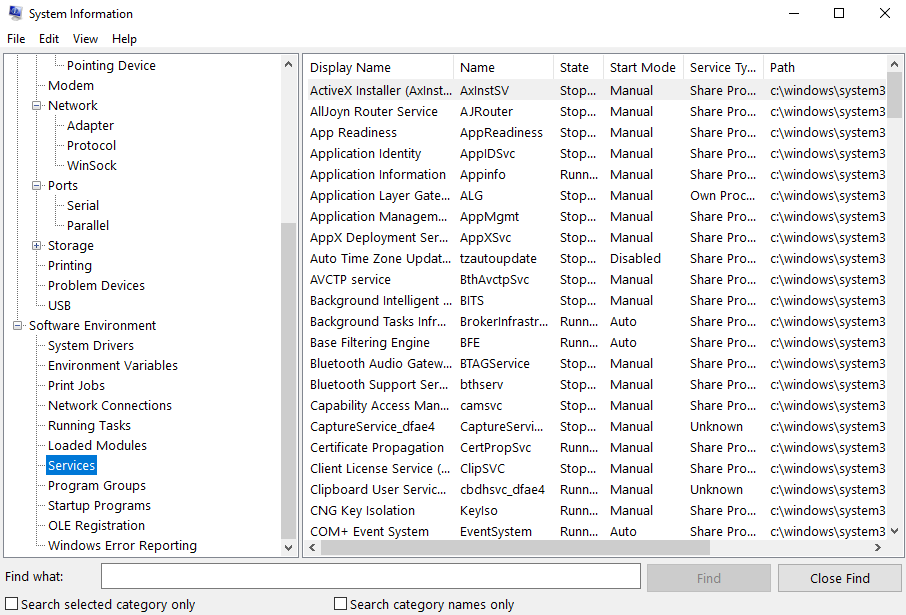 System Information
File Edit View Help
Pointing Device
Modem
Network
Adapter
Protocol
WinSock
Ports
Serial
Parallel
Storage
Printing
Problem Devices
USB
Software Environment
System Drivers
Environment Variables
Print Jobs
Network Connections
Running Tasks
Loaded Modules
Services
Program Groups
Startup Programs
OLE Registration
Windows Error Reporting
Display Name Name State Start Mode Service Ty... Path
ActiveX Installer (AxInst... AxInstSV Stop... Manual Share Pro... c:\windows\system3
AllJoyn Router Service AJRouter Stop... Manual Share Pro... c:\windows\system3
App Readiness AppReadiness Stop... Manual Share Pro... c:\windows\system3
Application Identity AppIDSvc Stop... Manual Share Pro... c:\windows\system3
Application Information Appinfo Runn... Manual Share Pro... c:\windows\system3
Application Layer Gate... ALG Stop... Manual Own Proc... c:\windows\system3
Application Managem... AppMgmt Stop... Manual Share Pro... c:\windows\system3
AppX Deployment Ser... AppXSvc Stop... Manual Share Pro... c:\windows\system3
Auto Time Zone Updat... tzautoupdate Stop... Disabled Share Pro... c:\windows\system3
AVCTP service BthAvctpSvc Stop... Manual Share Pro... c:\windows\system3
Background Intelligent ... BITS Stop... Manual Share Pro... c:\windows\system3
Background Tasks Infr... BrokerInfrastr... Runn... Auto Share Pro... c:\windows\system3
Base Filtering Engine BFE Runn... Auto Share Pro... c:\windows\system3
Bluetooth Audio Gatew... BTAGService Stop... Manual Share Pro... c:\windows\system3
Bluetooth Support Ser... bthserv Stop... Manual Share Pro... c:\windows\system3
Capability Access Man... camsvc Stop... Manual Share Pro... c:\windows\system3
CaptureService_dfae4 CaptureServi... Stop... Manual Unknown c:\windows\system3
Certificate Propagation CertPropSvc Runn... Manual Share Pro... c:\windows\system3
Client License Service (... ClipSVC Stop... Manual Share Pro... c:\windows\system3
Clipboard User Servic... cbdhsvc_dfae4 Runn... Manual Unknown c:\windows\system3
CNG Key Isolation KeyIso Runn... Manual Share Pro... c:\windows\system3
COM+ Event System EventSystem Runn... Auto Share Pro... c:\windows\system3
Find what: Find Close Find
Search selected category only Search category names only